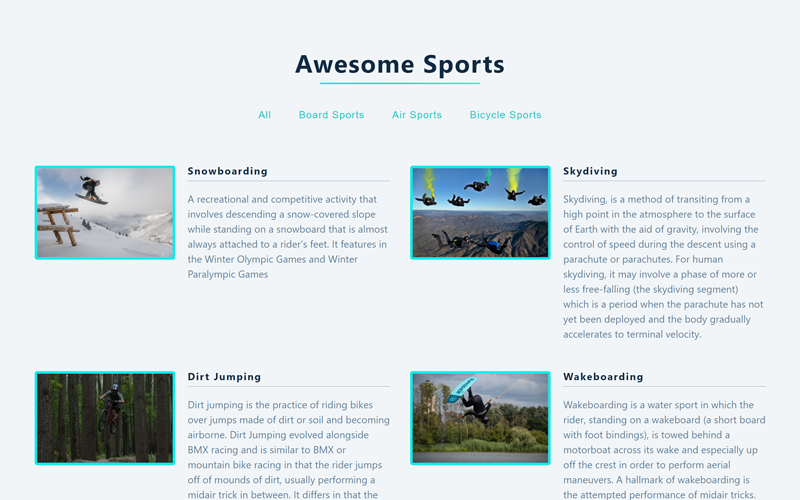 Awesome Sports
All
Board Sports
Air Sports
Bicycle Sports
Snowboarding
A recreational and competitive activity that
involves descending a snow-covered slope
while standing on a snowboard that is almost
always attached to a rider's feet. It features in
the Winter Olympic Games and Winter
Paralympic Games
Skydiving
Skydiving, is a method of transiting from a
high point in the atmosphere to the surface
of Earth with the aid of gravity, involving the
control of speed during the descent using a
parachute or parachutes. For human
skydiving, it may involve a phase of more or
less free-falling (the skydiving segment)
which is a period when the parachute has not
yet been deployed and the body gradually
accelerates to terminal velocity.
Dirt Jumping
Dirt jumping is the practice of riding bikes
over jumps made of dirt or soil and becoming
airborne. Dirt Jumping evolved alongside
BMX racing and is similar to BMX or
mountain bike racing in that the rider jumps
off of mounds of dirt, usually performing a
midair trick in between. It differs in that the
Wakeboarding
Wakeboarding is a water sport in which the
rider, standing on a wakeboard (a short board
with foot bindings), is towed behind a
motorboat across its wake and especially up
off the crest in order to perform aerial
maneuvers. A hallmark of wakeboarding is
the attempted performance of midair tricks.